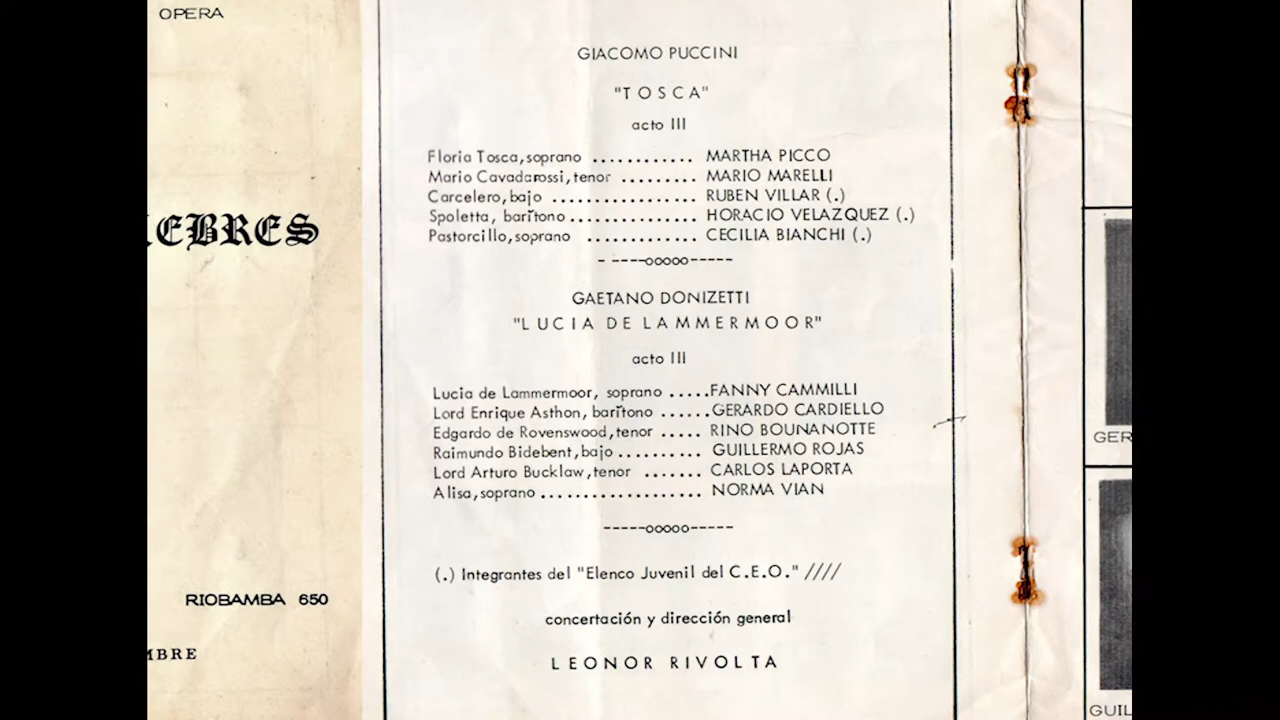 OPERA
IEBRES
RIOBAMBA 650
MBRE
GIACOMO PUCCINI
"TOSCA"
acto III
Floria Tosca, soprano ............ MARTHA PICCO
Mario Cavadarossi, tenor ......... MARIO MARELLI
Carcelero, bajo ................. RUBEN VILLAR (.)
Spoletta, barítono ............... HORACIO VELAZQUEZ (.)
Pastorcillo, soprano ............. CECILIA BIANCHI (.)
- ----ooooo-----
GAETANO DONIZETTI
"LUCIA DE LAMMERMOOR"
acto III
Lucia de Lammermoor, soprano .....FANNY CAMMILLI
Lord Enrique Asthon, barítono ......GERARDO CARDIELLO
Edgardo de Rovenswood, tenor ..... RINO BOUNANOTTE
Raimundo Bidebent, bajo .......... GUILLERMO ROJAS
Lord Arturo Bucklaw, tenor ....... CARLOS LAPORTA
Alisa, soprano ................... NORMA VIAN
-----ooooo-----
(.) Integrantes del "Elenco Juvenil del C.E.O." ////
concertación y dirección general
LEONOR RIVOLTA
GER
GUIL